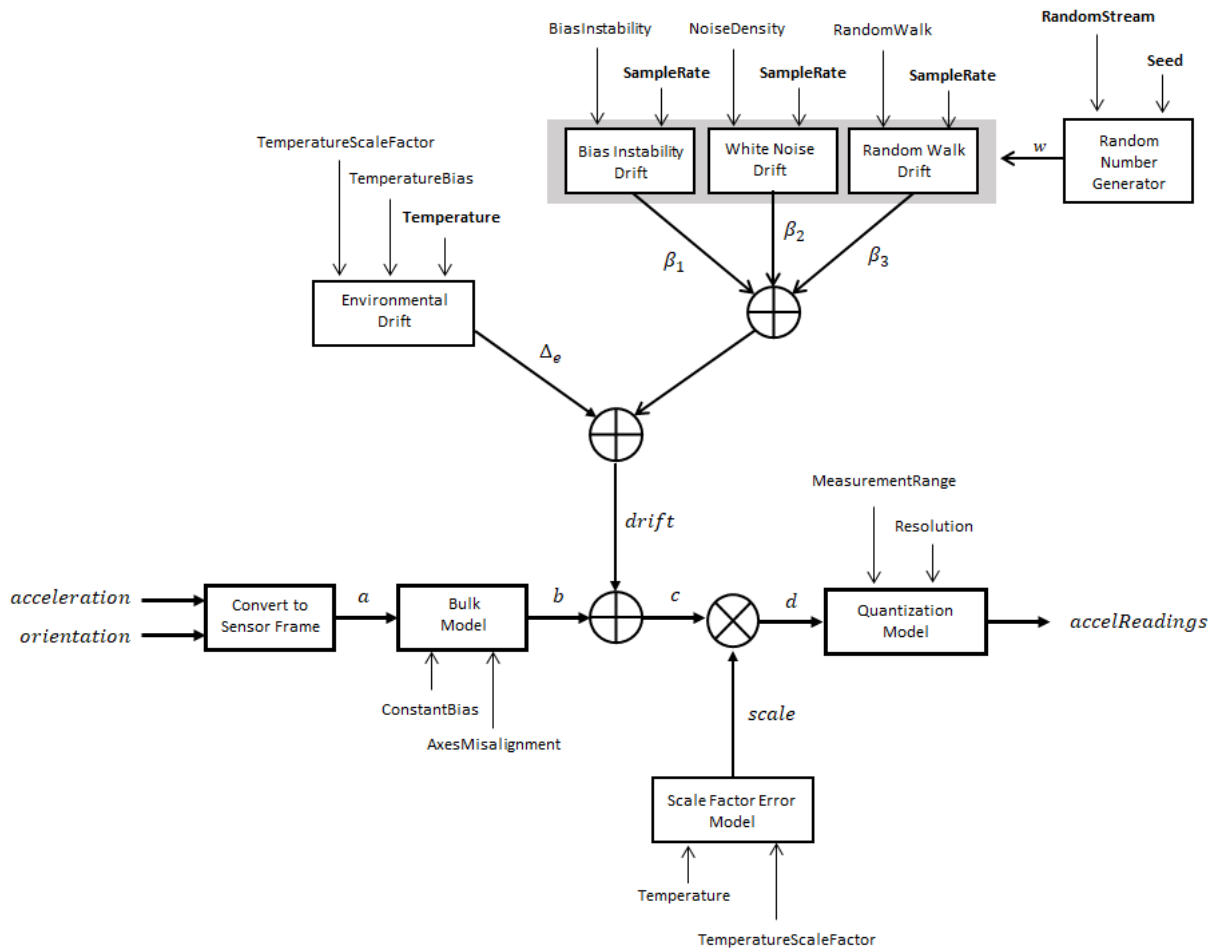 RandomStream
BiasInstability
NoiseDensity
RandomWalk
Seed
SampleRate
SampleRate
SampleRate
TemperatureScaleFactor
Bias Instability
Drift
White Noise
Drift
Random Walk
Drift
w
Random
Number
Generator
TemperatureBias
Temperature
β1
β2
β3
Environmental
Drift
Δe
MeasurementRange
drift
Resolution
acceleration
orientation
Convert to
Sensor Frame
a
Bulk
Model
b
c
d
Quantization
Model
accelReadings
ConstantBias
AxesMisalignment
scale
Scale Factor Error
Model
Temperature
TemperatureScaleFactor